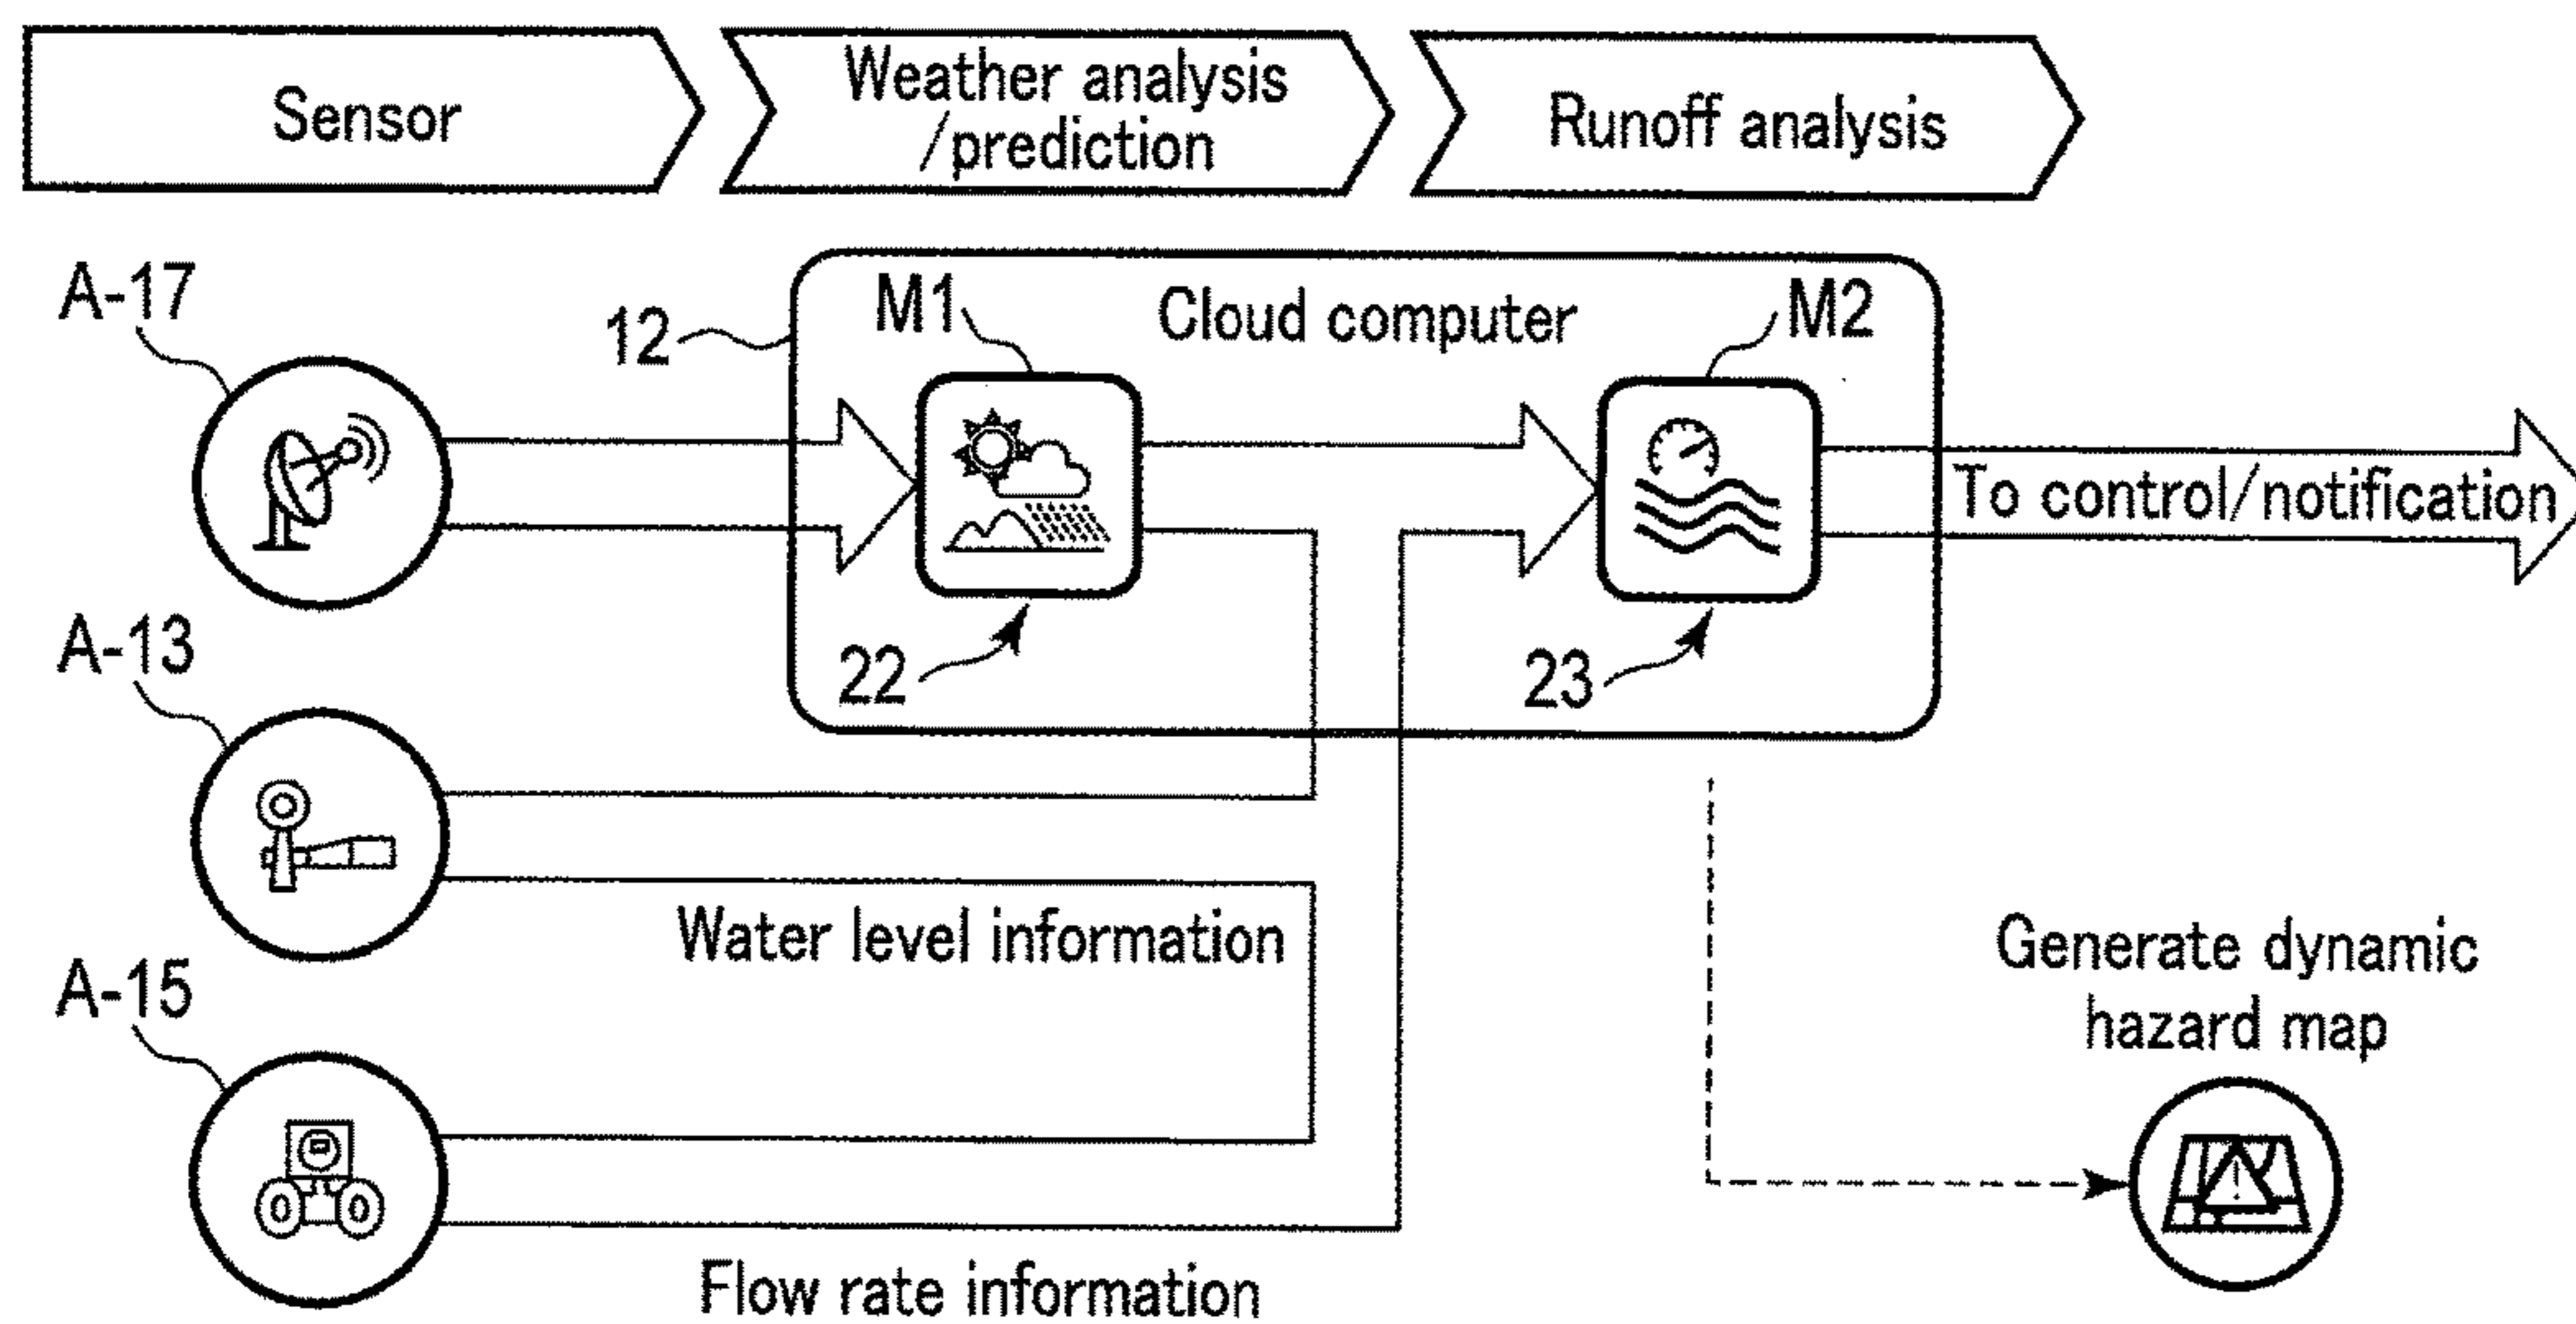 Sensor
Weather analysis
/prediction
Runoff analysis
A-17
12
M1
Cloud computer
M2
To control/notification
22
23
A-13
Water level information
A-15
Flow rate information
Generate dynamic
hazard map